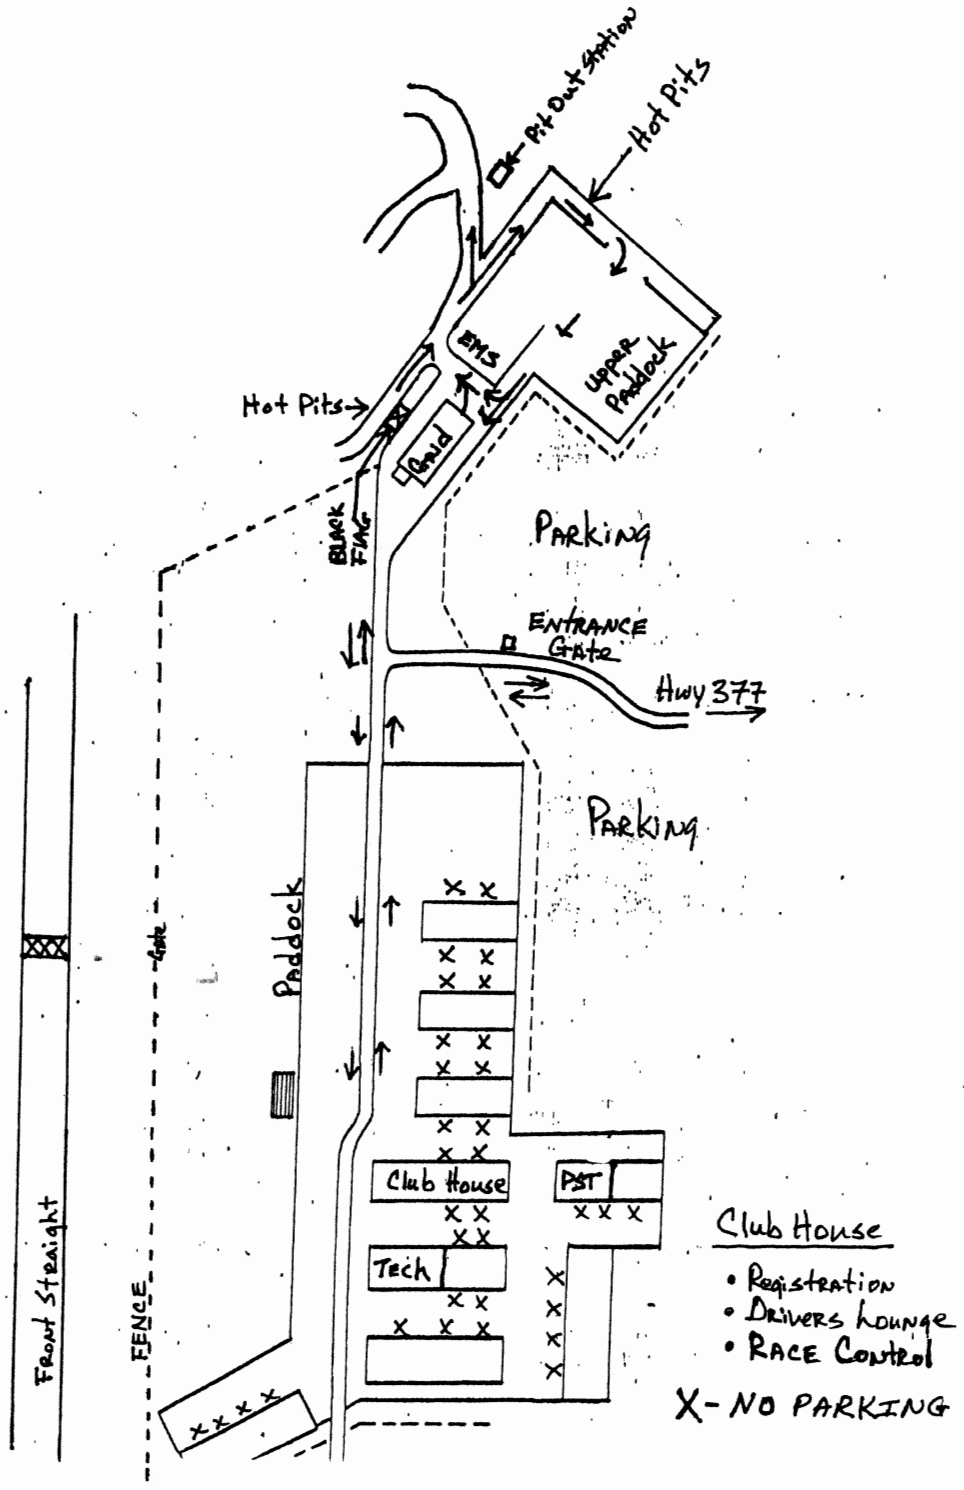 Pit Out Station
Hot Pits
EMS
Upper
Paddock
Hot Pits
Grid
BLACK
FLAG
PARKING
ENTRANCE
GATE
Hwy 377
PARKING
PADDOCK
Gate
Club House
PST
Tech
FRONT Straight
FENCE
Club House
• Registration
• DRIVERS Lounge
• RACE Control
X - NO PARKING
X X
X X
X X
X X
X X
X X
X X
X X
X X X
X X
X X
X X X
X
X
X
X
X X X X